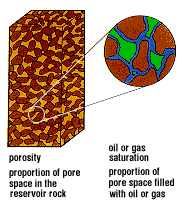 porosity
proportion of pore
space in the
reservoir rock
oil or gas
saturation
proportion of
pore space filled
with oil or gas